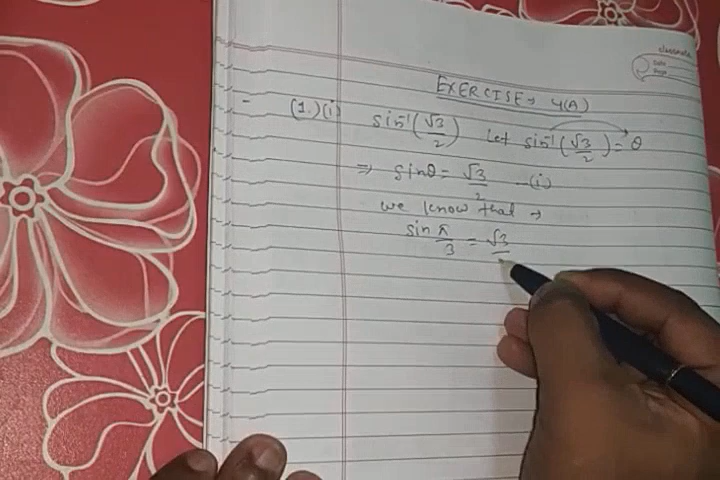 classmate
Date
Page
EXERCISE → 4(A)
(1.)(i) sin⁻¹(√3/2) Let sin⁻¹(√3/2) = θ
⇒ sinθ = √3/2 —(i)
we know that →
sin π/3 = √3